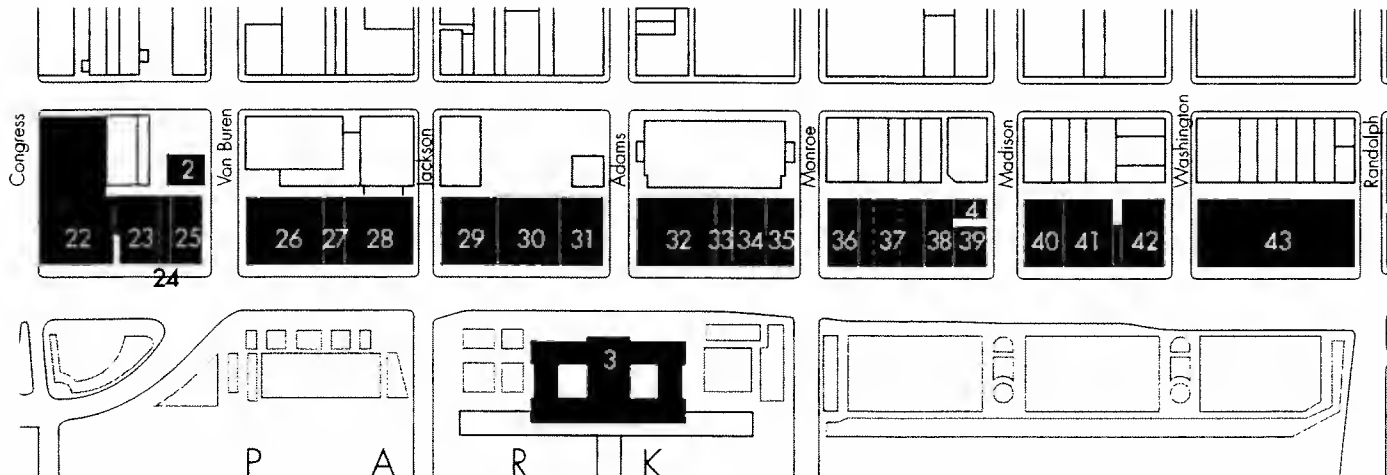 Congress
Van Buren
Jackson
Adams
Monroe
Madison
Washington
Randolph
2
4
22 23 25 26 27 28 29 30 31 32 33 34 35 36 37 38 39 40 41 42 43
24
3
P A R K